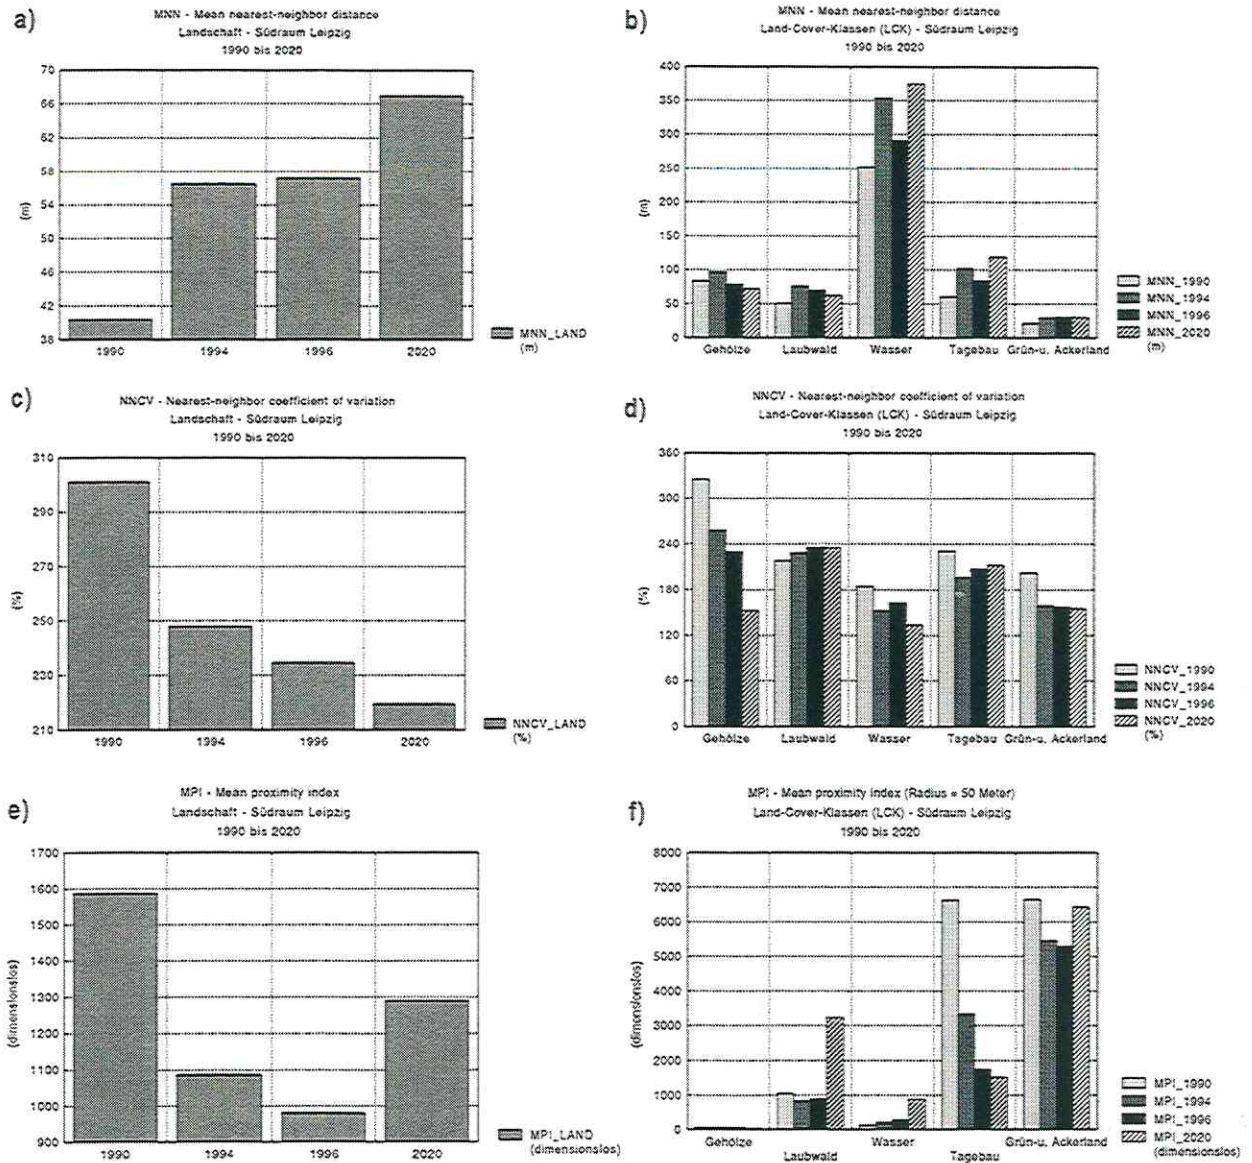 a)
MNN - Mean nearest-neighbor distance
Landschaft - Südraum Leipzig
1990 bis 2020
70
66
62
58
54
50
46
42
38
(m)
1990 1994 1996 2020
MNN_LAND
(m)
b)
MNN - Mean nearest-neighbor distance
Land-Cover-Klassen (LCK) - Südraum Leipzig
1990 bis 2020
400
350
300
250
200
150
100
50
0
(m)
Gehölze Laubwald Wasser Tagebau Grün-u. Ackerland
MNN_1990
MNN_1994
MNN_1996
MNN_2020
(m)
c)
NNCV - Nearest-neighbor coefficient of variation
Landschaft - Südraum Leipzig
1990 bis 2020
310
290
270
250
230
210
(%)
1990 1994 1996 2020
NNCV_LAND
(%)
d)
NNCV - Nearest-neighbor coefficient of variation
Land-Cover-Klassen (LCK) - Südraum Leipzig
1990 bis 2020
360
300
240
180
120
60
0
(%)
Gehölze Laubwald Wasser Tagebau Grün-u. Ackerland
NNCV_1990
NNCV_1994
NNCV_1996
NNCV_2020
(%)
e)
MPI - Mean proximity index
Landschaft - Südraum Leipzig
1990 bis 2020
1700
1600
1500
1400
1300
1200
1100
1000
900
(dimensionslos)
1990 1994 1996 2020
MPI_LAND
(dimensionslos)
f)
MPI - Mean proximity index (Radius = 50 Meter)
Land-Cover-Klassen (LCK) - Südraum Leipzig
1990 bis 2020
8000
7000
6000
5000
4000
3000
2000
1000
0
(dimensionslos)
Gehölze Wasser Grün-u. Ackerland
Laubwald Tagebau
MPI_1990
MPI_1994
MPI_1996
MPI_2020
(dimensionslos)